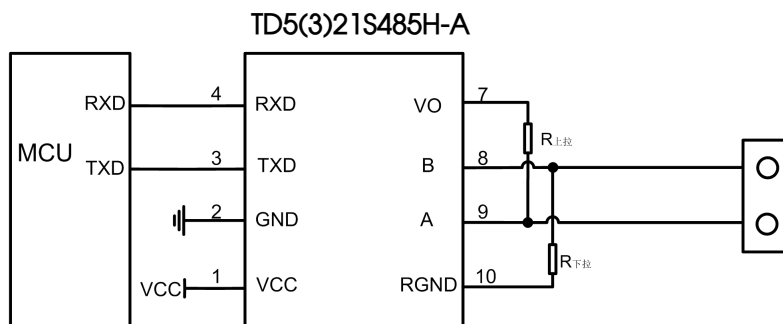 TD5(3)21S485H-A
RXD 4 RXD VO 7
R上拉
MCU TXD 3 TXD B 8
2 GND A 9
R下拉
VCC 1 VCC RGND 10